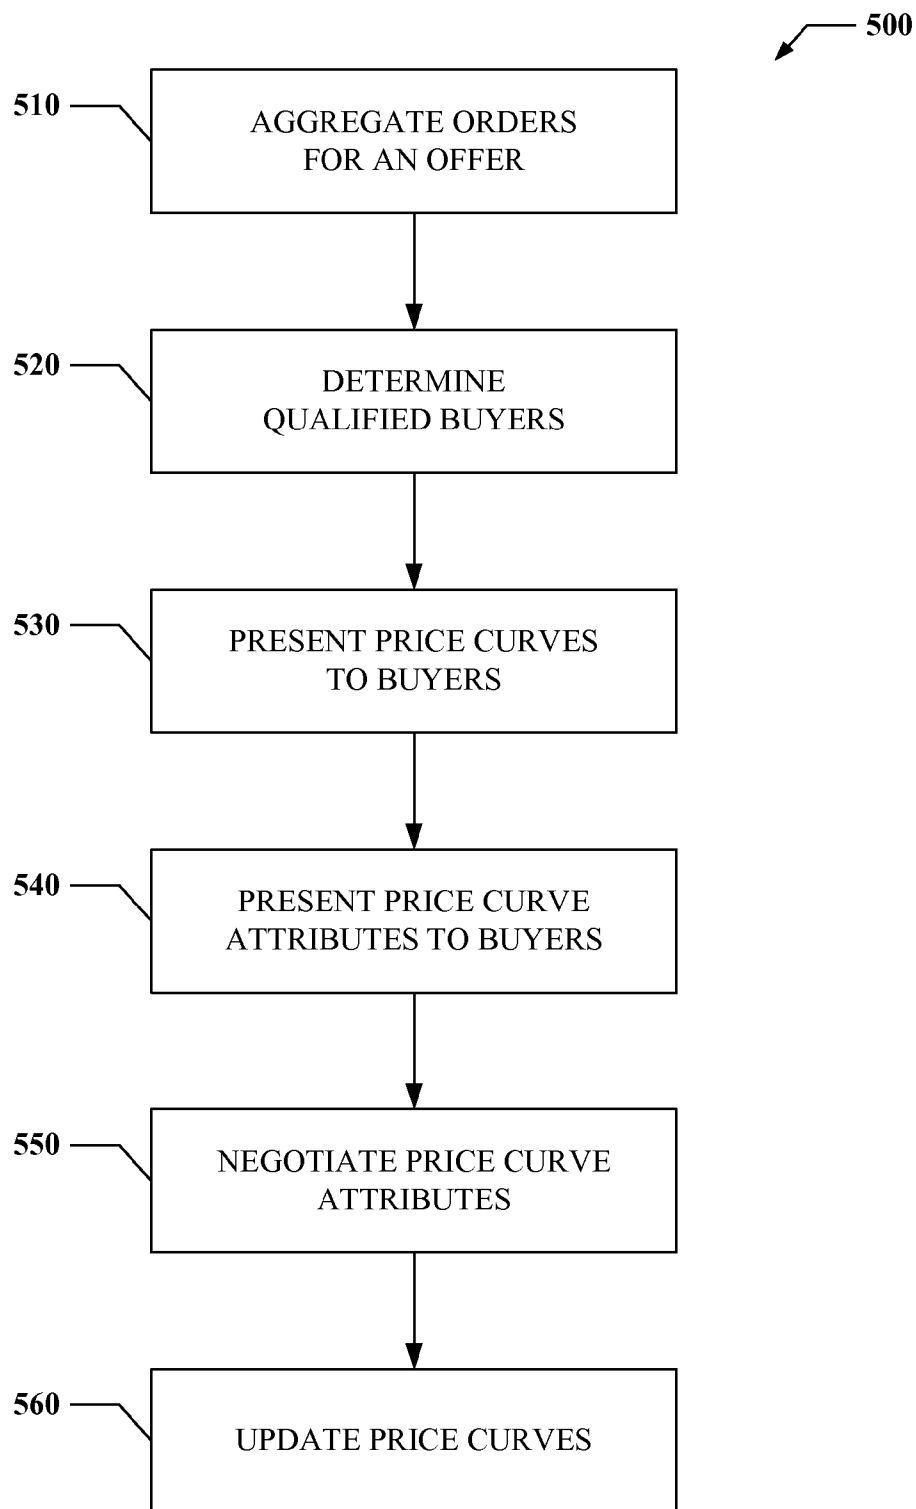 500
510
AGGREGATE ORDERS
FOR AN OFFER
520
DETERMINE
QUALIFIED BUYERS
530
PRESENT PRICE CURVES
TO BUYERS
540
PRESENT PRICE CURVE
ATTRIBUTES TO BUYERS
550
NEGOTIATE PRICE CURVE
ATTRIBUTES
560
UPDATE PRICE CURVES